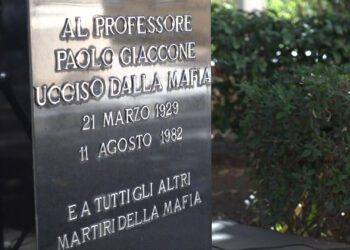 AL PROFESSORE
PAOLO GIACCONE
UCCISO DALLA MAFIA
21 MARZO 1929
11 AGOSTO 1982
E A TUTTI GLI ALTRI
MARTIRI DELLA MAFIA